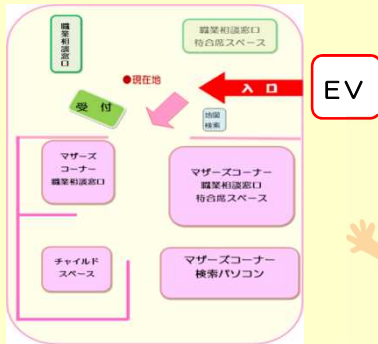 職業相談窓口
職業相談窓口
待合席スペース
●現在地
入口
EV
受付
地図
検索
マザーズ
コーナー
職業相談窓口
マザーズコーナー
職業相談窓口
待合席スペース
チャイルド
スペース
マザーズコーナー
検索パソコン